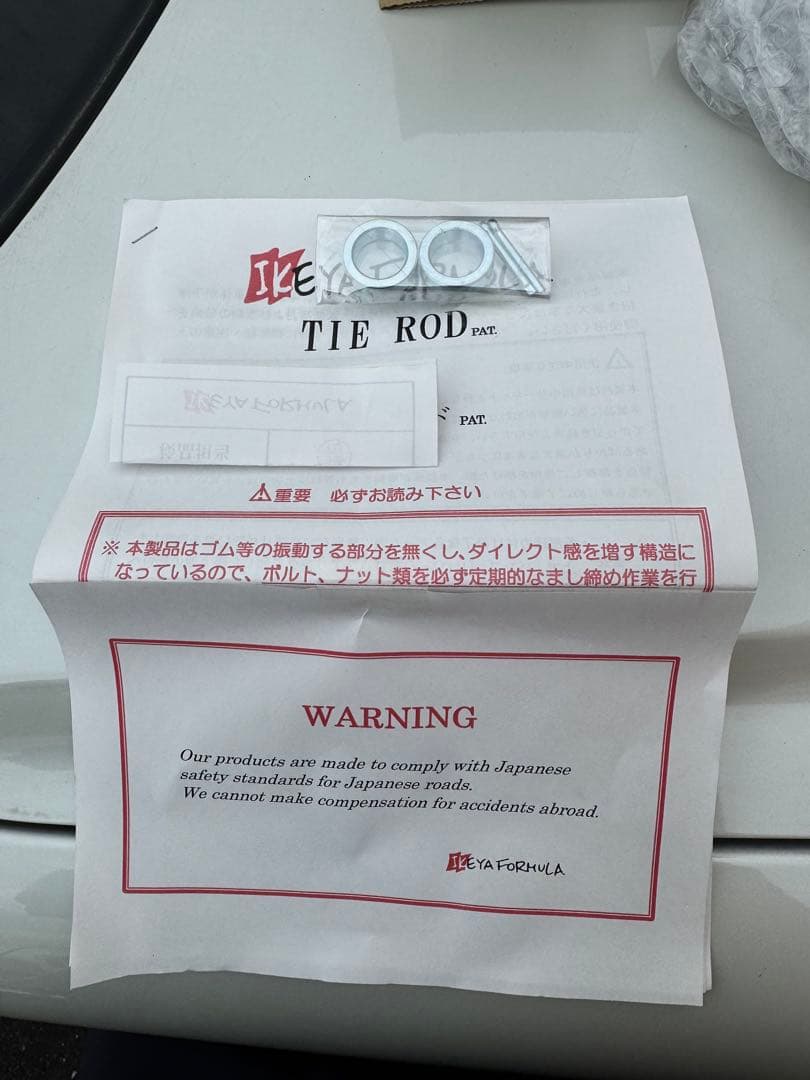 IKEYA FORMULA
TIE ROD PAT.
PAT.
重要 必ずお読み下さい
※ 本製品はゴム等の振動する部分を無くし、ダイレクト感を増す構造に
なっているので、ボルト、ナット類を必ず定期的なまし締め作業を行
WARNING
Our products are made to comply with Japanese
safety standards for Japanese roads.
We cannot make compensation for accidents abroad.
IKEYA FORMULA